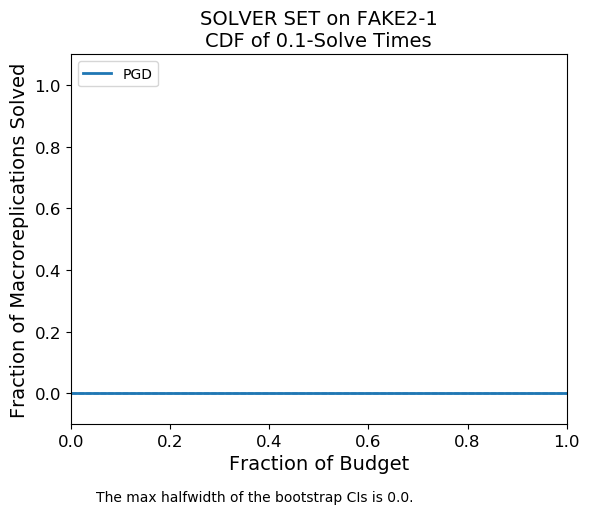 SOLVER SET on FAKE2-1
CDF of 0.1-Solve Times
PGD
Fraction of Macroreplications Solved
1.0
0.8
0.6
0.4
0.2
0.0
0.0 0.2 0.4 0.6 0.8 1.0
Fraction of Budget
The max halfwidth of the bootstrap CIs is 0.0.